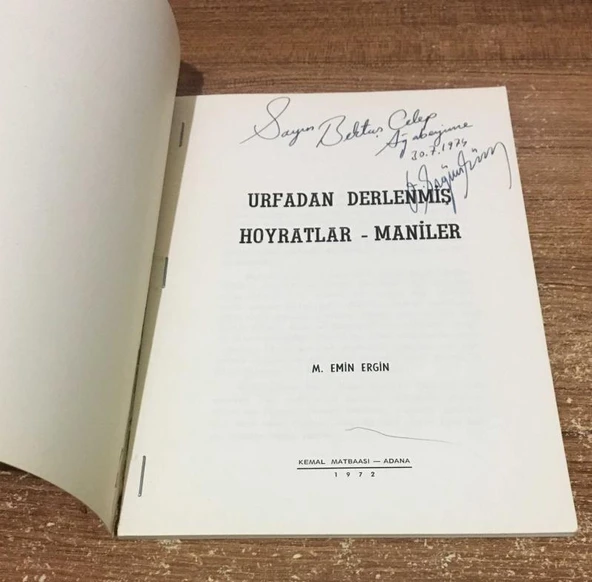 Sayın Bektaş Çelep
Ağabeyime
30.7.1974
URFADAN DERLENMİŞ
HOYRATLAR - MANİLER
M. EMİN ERGİN
KEMAL MATBAASI — ADANA
1972